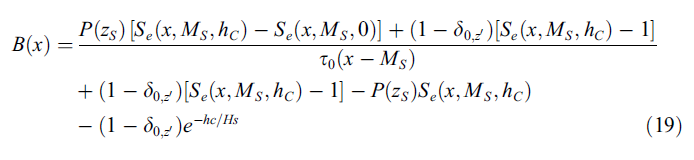 B(x) = \frac{P(z_S)[S_e(x, M_S, h_C) − S_e(x, M_S, 0)] + (1 − δ_{0,z'})[S_e(x, M_S, h_C) − 1]}{τ_0(x − M_S)}
+ (1 − δ_{0,z'})[S_e(x, M_S, h_C) − 1] − P(z_S)S_e(x, M_S, h_C)
− (1 − δ_{0,z'})e^{−hc/Hs} (19)